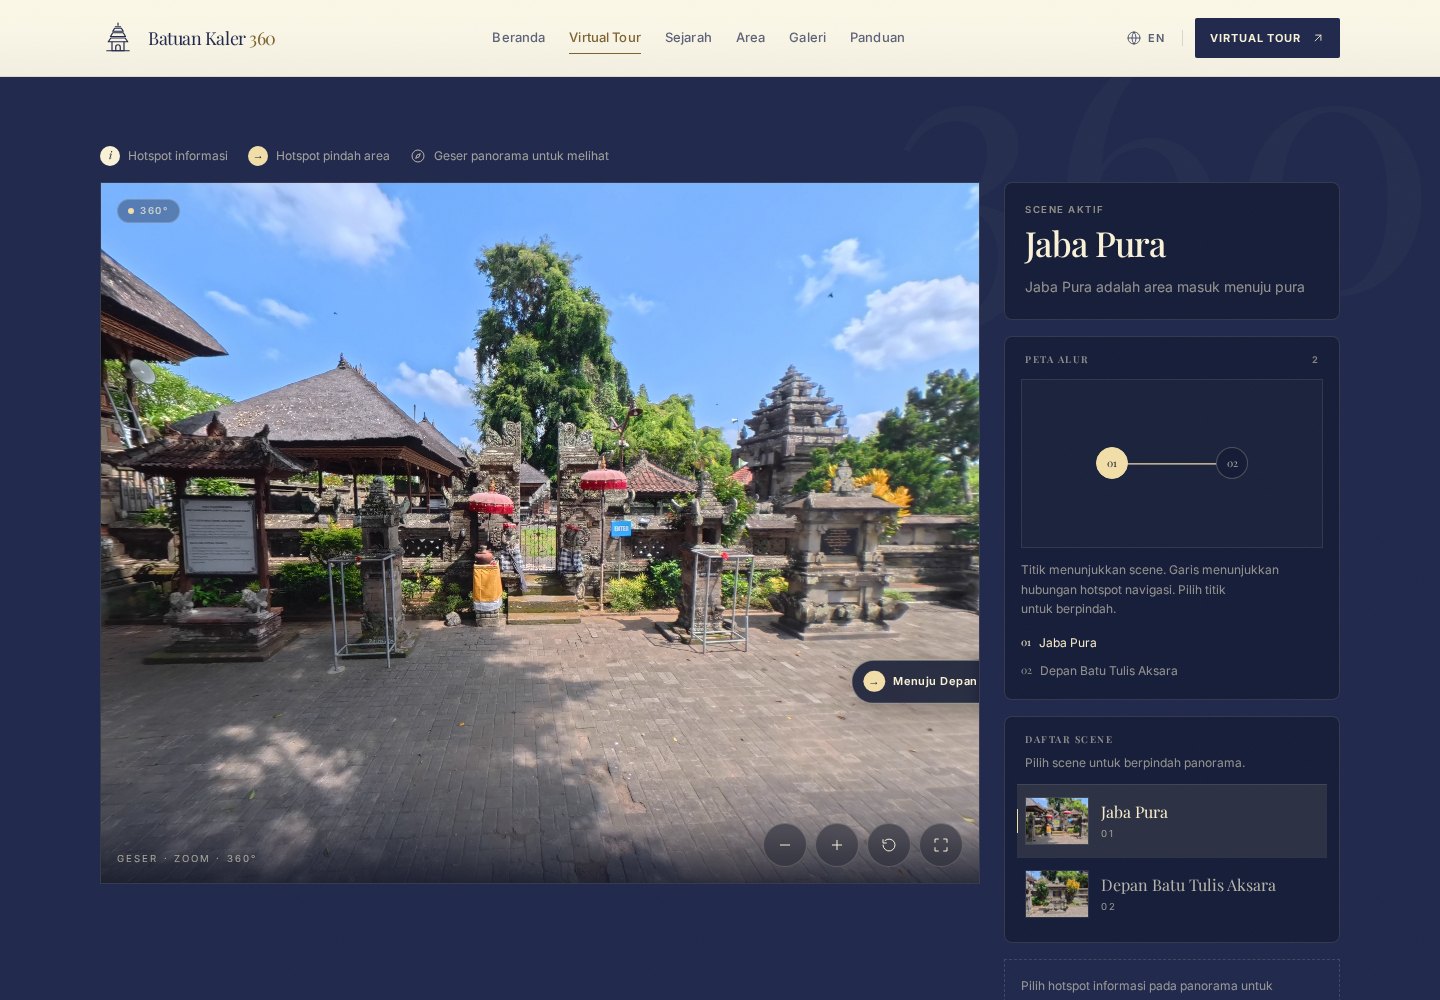 Batuan Kaler 360
Beranda
Virtual Tour
Sejarah
Area
Galeri
Panduan
EN
VIRTUAL TOUR
360
i Hotspot informasi
→ Hotspot pindah area
Geser panorama untuk melihat
360°
ENTER
→ Menuju Depan
GESER · ZOOM · 360°
SCENE AKTIF
Jaba Pura
Jaba Pura adalah area masuk menuju pura
PETA ALUR
2
01
02
Titik menunjukkan scene. Garis menunjukkan
hubungan hotspot navigasi. Pilih titik
untuk berpindah.
01 Jaba Pura
02 Depan Batu Tulis Aksara
DAFTAR SCENE
Pilih scene untuk berpindah panorama.
Jaba Pura
01
Depan Batu Tulis Aksara
02
Pilih hotspot informasi pada panorama untuk